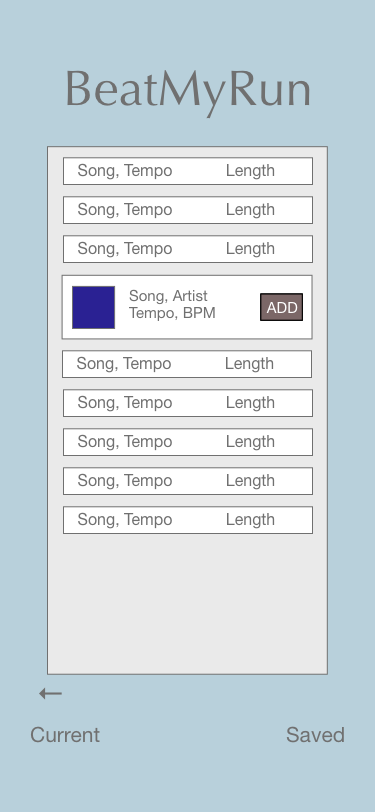 BeatMyRun
Song, Tempo Length
Song, Tempo Length
Song, Tempo Length
Song, Artist
Tempo, BPM
ADD
Song, Tempo Length
Song, Tempo Length
Song, Tempo Length
Song, Tempo Length
Song, Tempo Length
Current Saved